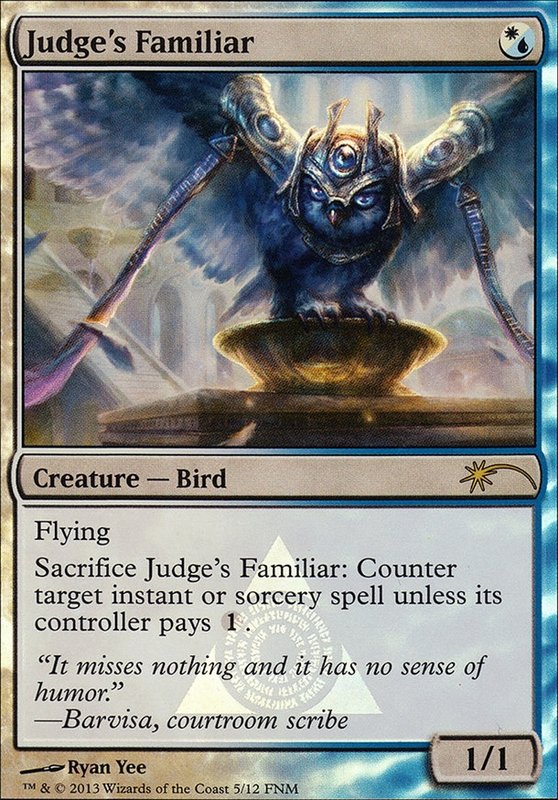 Judge's Familiar
Creature — Bird
Flying
Sacrifice Judge's Familiar: Counter
target instant or sorcery spell unless its
controller pays 1.
“It misses nothing and it has no sense of
humor.”
—Barvisa, courtroom scribe
1/1
Ryan Yee
™ & © 2013 Wizards of the Coast 5/12 FNM